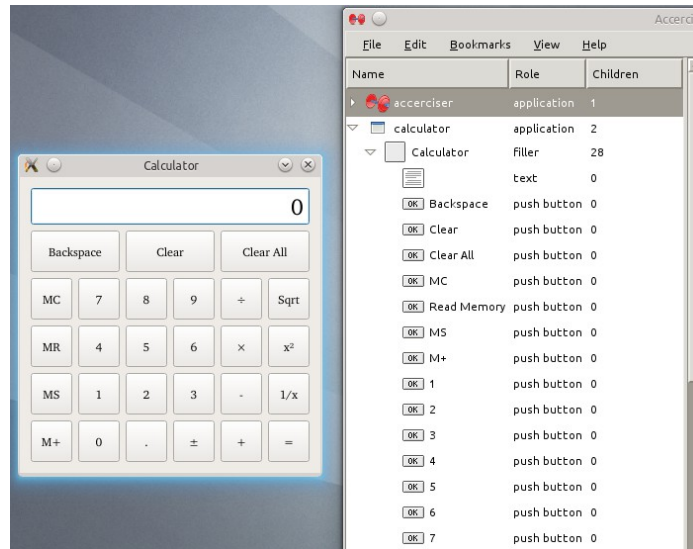 Calculator
0
Backspace Clear Clear All
MC 7 8 9 ÷ Sqrt
MR 4 5 6 × x²
MS 1 2 3 - 1/x
M+ 0 . ± + =
File Edit Bookmarks View Help
Name Role Children
accerciser application 1
calculator application 2
Calculator filler 28
text 0
OK Backspace push button 0
OK Clear push button 0
OK Clear All push button 0
OK MC push button 0
OK Read Memory push button 0
OK MS push button 0
OK M+ push button 0
OK 1 push button 0
OK 2 push button 0
OK 3 push button 0
OK 4 push button 0
OK 5 push button 0
OK 6 push button 0
OK 7 push button 0